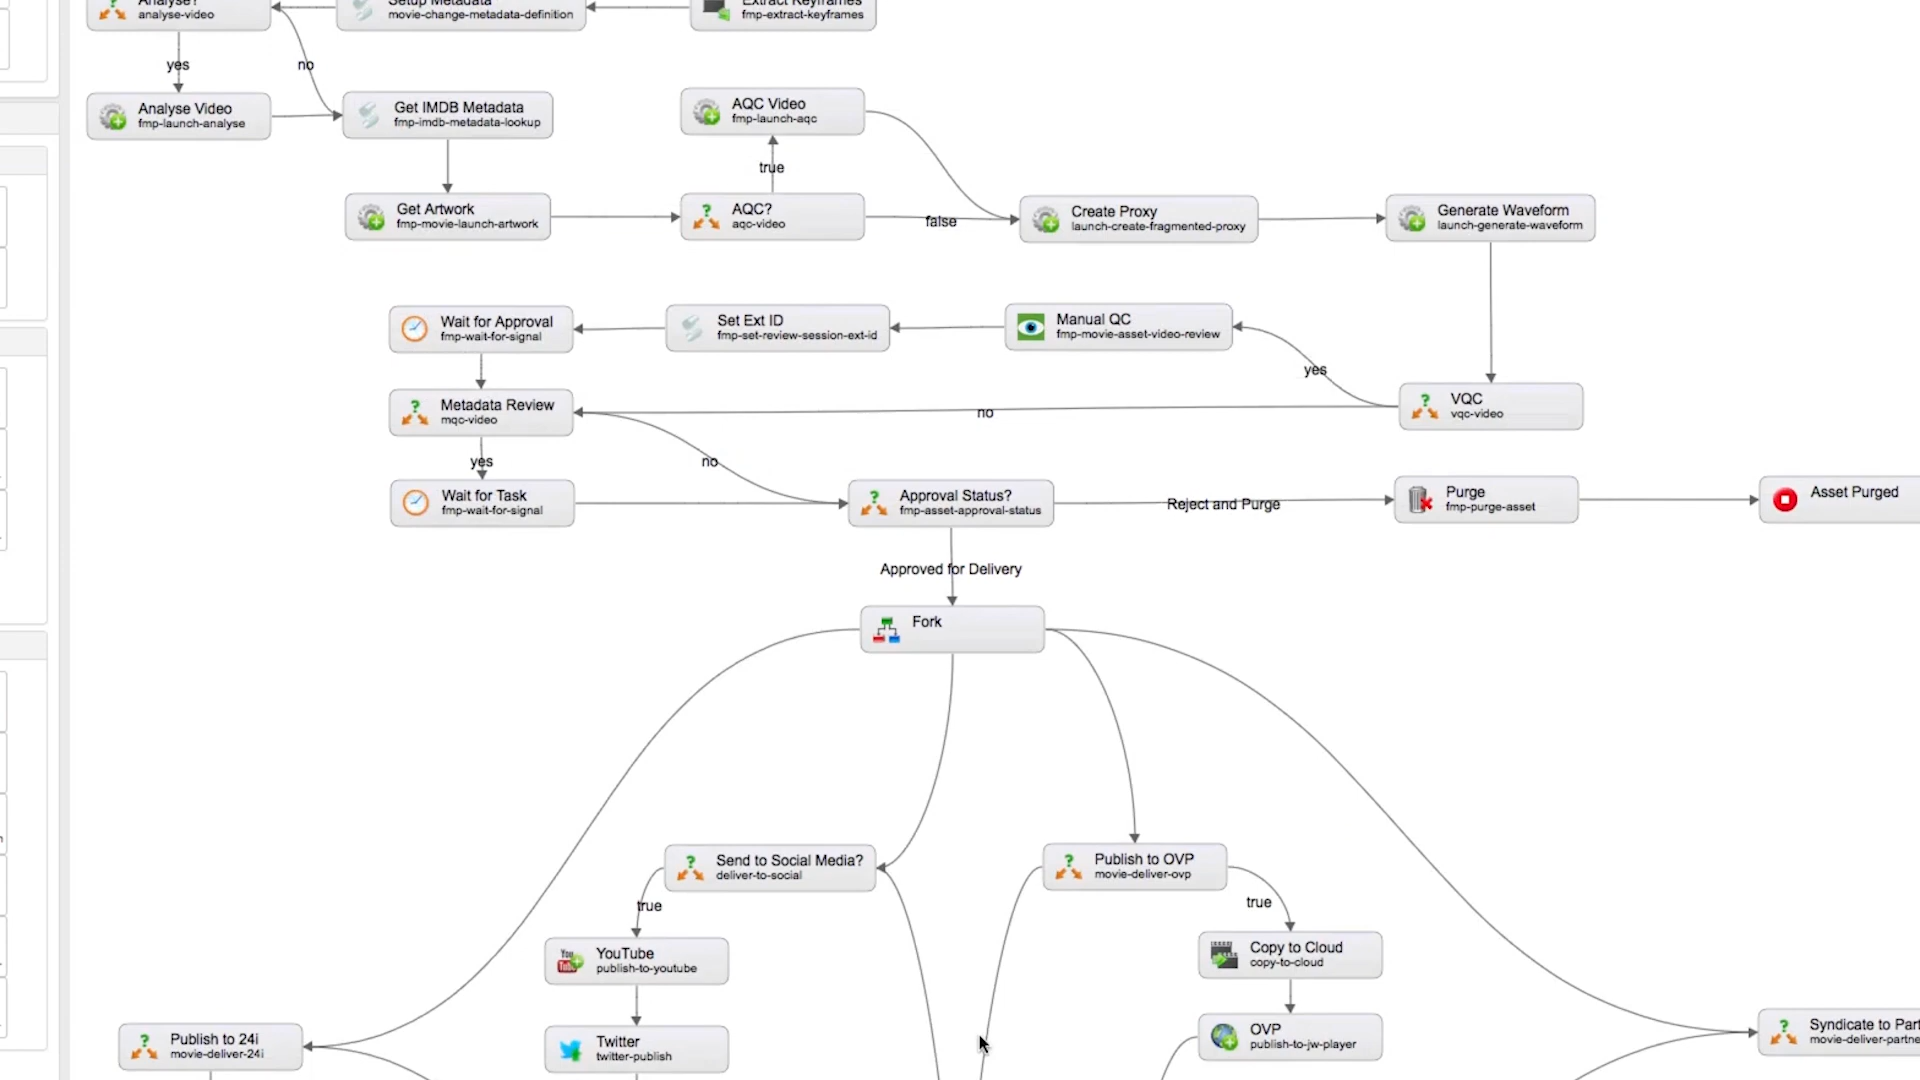 Analyse?
analyse-video
Setup Metadata
movie-change-metadata-definition
Extract Keyframes
fmp-extract-keyframes
yes
no
Analyse Video
fmp-launch-analyse
Get IMDB Metadata
fmp-imdb-metadata-lookup
AQC Video
fmp-launch-aqc
true
Get Artwork
fmp-movie-launch-artwork
AQC?
aqc-video
false
Create Proxy
launch-create-fragmented-proxy
Generate Waveform
launch-generate-waveform
Wait for Approval
fmp-wait-for-signal
Set Ext ID
fmp-set-review-session-ext-id
Manual QC
fmp-movie-asset-video-review
yes
Metadata Review
mqc-video
no
VQC
vqc-video
yes
no
Wait for Task
fmp-wait-for-signal
Approval Status?
fmp-asset-approval-status
Reject and Purge
Purge
fmp-purge-asset
Asset Purged
Approved for Delivery
Fork
Send to Social Media?
deliver-to-social
Publish to OVP
movie-deliver-ovp
true
true
YouTube
publish-to-youtube
Copy to Cloud
copy-to-cloud
Publish to 24i
movie-deliver-24i
Twitter
twitter-publish
OVP
publish-to-jw-player
Syndicate to Part
movie-deliver-partne